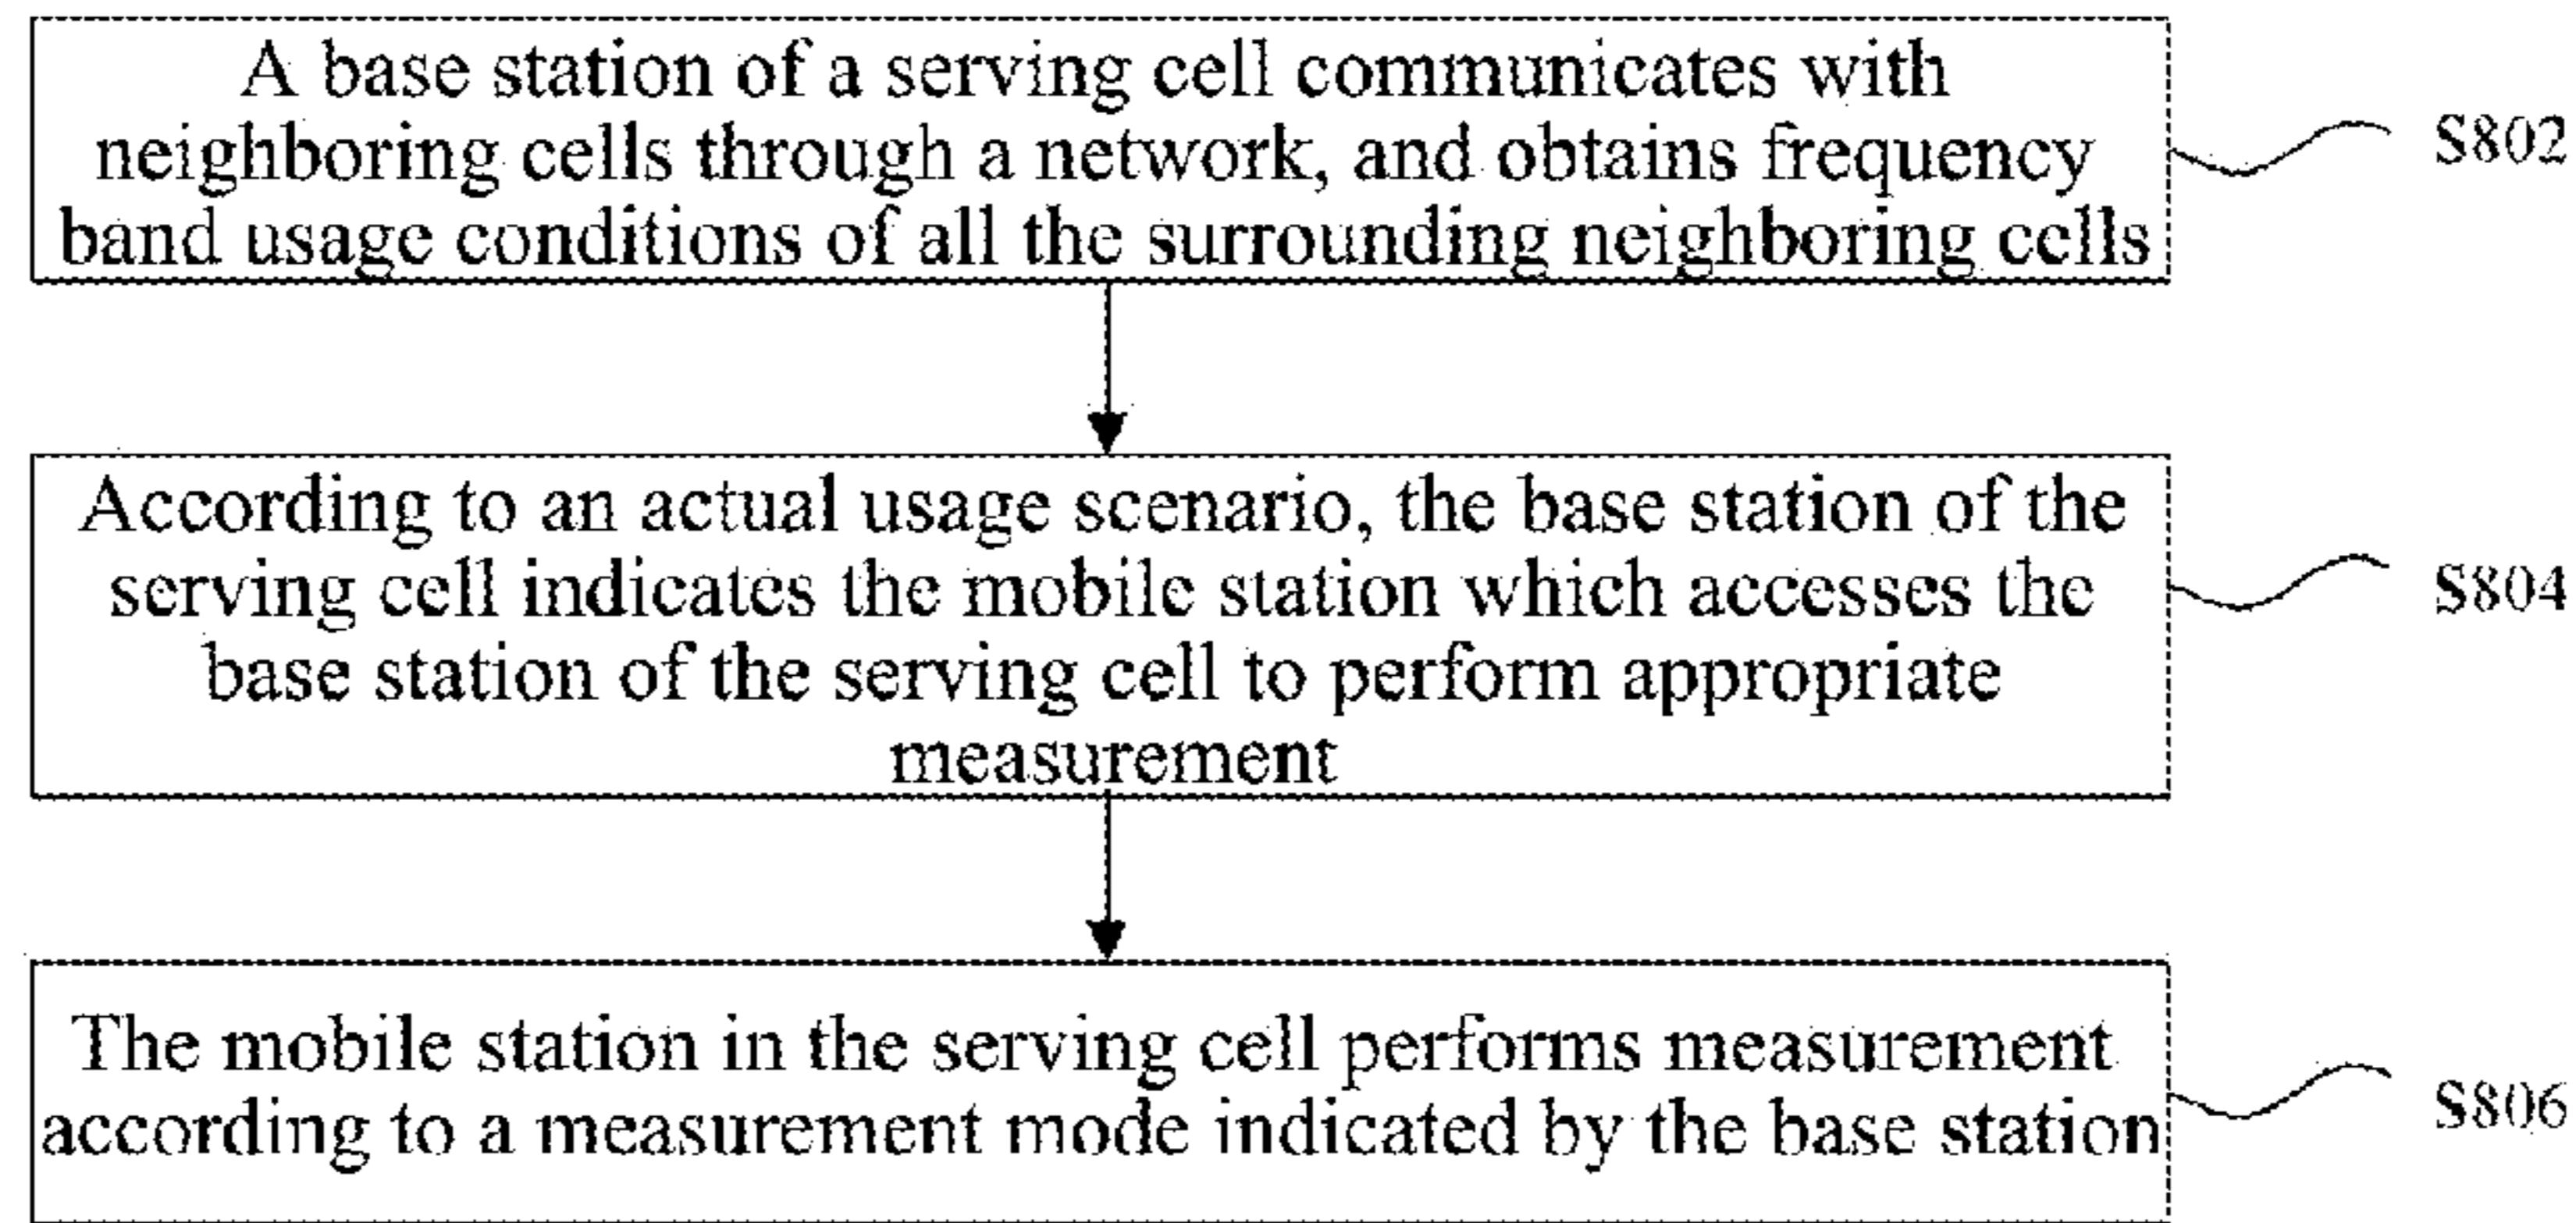 A base station of a serving cell communicates with
neighboring cells through a network, and obtains frequency
band usage conditions of all the surrounding neighboring cells
S802
According to an actual usage scenario, the base station of the
serving cell indicates the mobile station which accesses the
base station of the serving cell to perform appropriate
measurement
S804
The mobile station in the serving cell performs measurement
according to a measurement mode indicated by the base station
S806